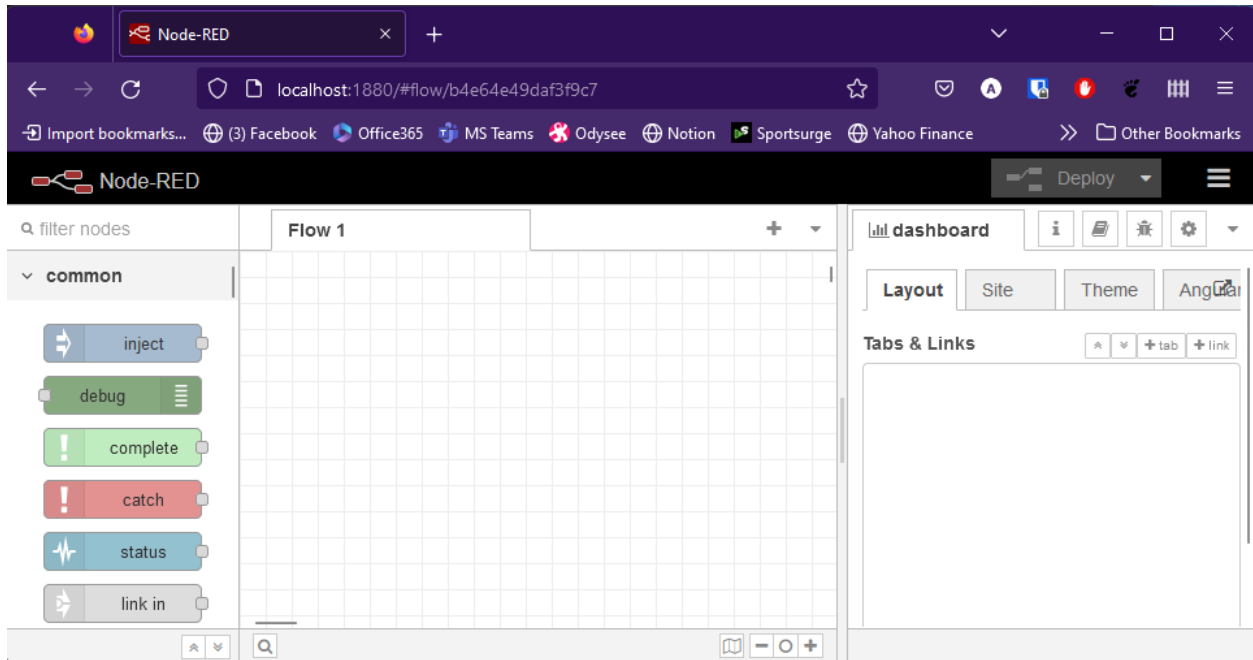 Node-RED
localhost:1880/#flow/b4e64e49daf3f9c7
Import bookmarks... (3) Facebook Office365 MS Teams Odysee Notion Sportsurge Yahoo Finance Other Bookmarks
Node-RED Deploy
filter nodes Flow 1 dashboard
common
Layout Site Theme Angular
inject Tabs & Links tab link
debug
complete
catch
status
link in